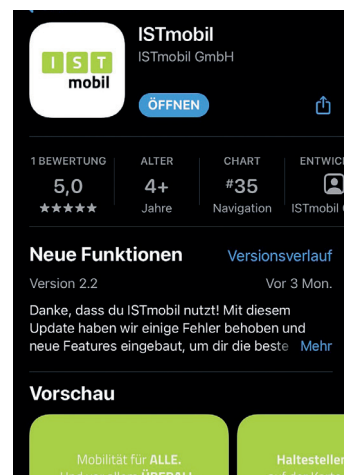 IST
mobil
ISTmobil
ISTmobil GmbH
ÖFFNEN
1 BEWERTUNG
5,0
★★★★★
ALTER
4+
Jahre
CHART
#35
Navigation
ENTWIC
ISTmobil
Neue Funktionen
Versionsverlauf
Version 2.2
Vor 3 Mon.
Danke, dass du ISTmobil nutzt! Mit diesem
Update haben wir einige Fehler behoben und
neue Features eingebaut, um dir die beste Mehr
Vorschau
Mobilität für ALLE.
Haltesteller